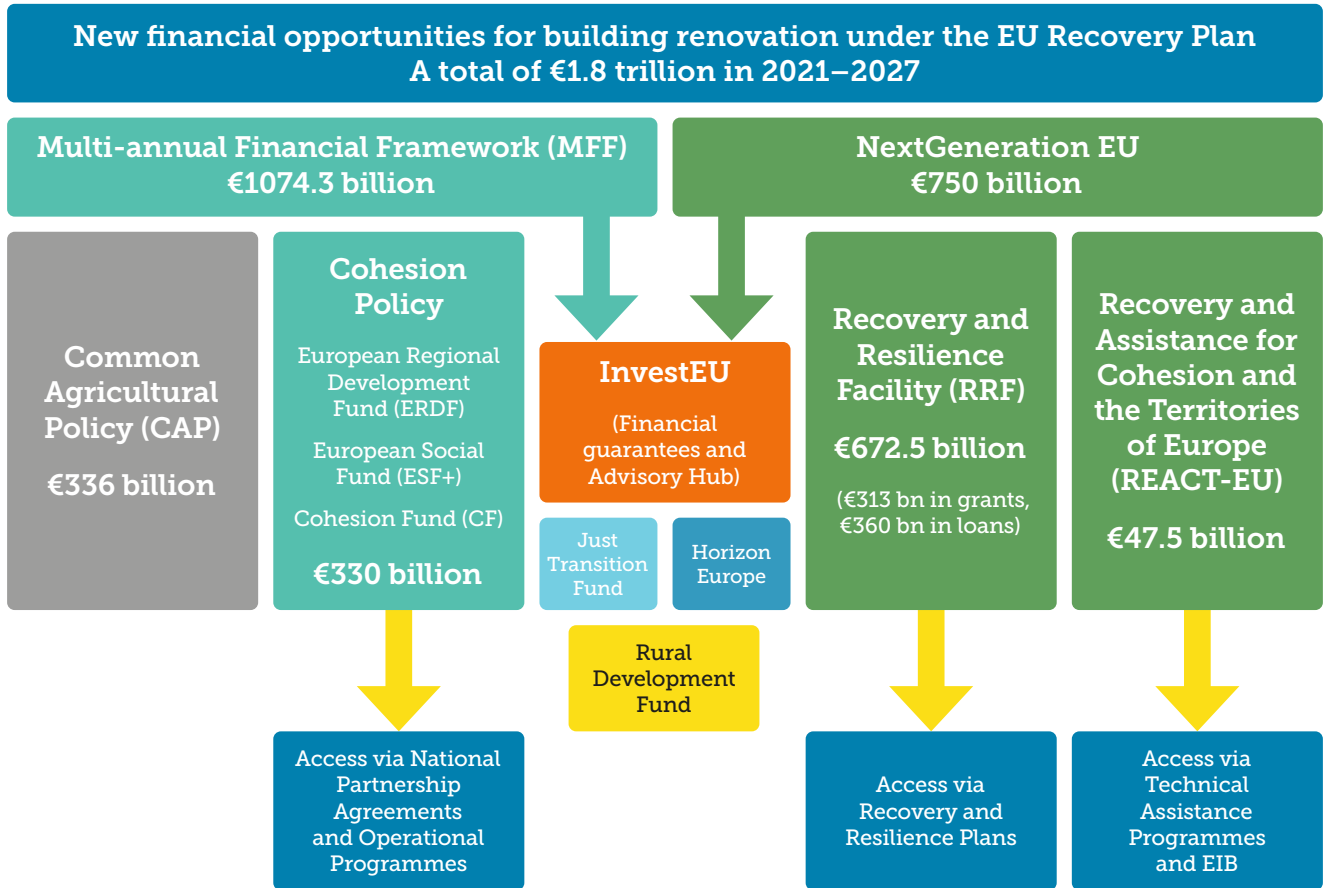 New financial opportunities for building renovation under the EU Recovery Plan
A total of €1.8 trillion in 2021–2027
Multi-annual Financial Framework (MFF)
€1074.3 billion
NextGeneration EU
€750 billion
Common
Agricultural
Policy (CAP)
€336 billion
Cohesion
Policy
European Regional
Development
Fund (ERDF)
European Social
Fund (ESF+)
Cohesion Fund (CF)
€330 billion
InvestEU
(Financial
guarantees and
Advisory Hub)
Just
Transition
Fund
Horizon
Europe
Rural
Development
Fund
Recovery and
Resilience
Facility (RRF)
€672.5 billion
(€313 bn in grants,
€360 bn in loans)
Recovery and
Assistance for
Cohesion and
the Territories
of Europe
(REACT-EU)
€47.5 billion
Access via National
Partnership
Agreements
and Operational
Programmes
Access via
Recovery and
Resilience Plans
Access via
Technical
Assistance
Programmes
and EIB